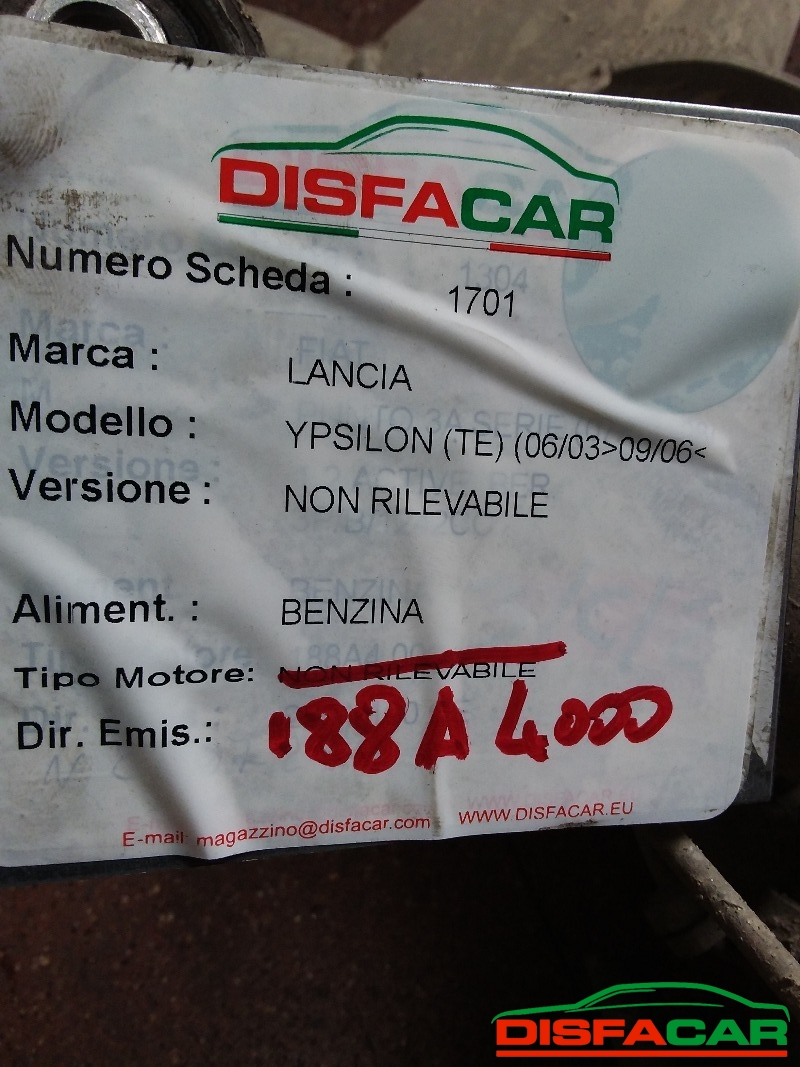 DISFACAR
Numero Scheda : 1701
Marca : LANCIA
Modello : YPSILON (TE) (06/03>09/06<
Versione : NON RILEVABILE
Aliment. : BENZINA
Tipo Motore: NON RILEVABILE
Dir. Emis.: 188A4000
E-mail: magazzino@disfacar.com WWW.DISFACAR.EU
DISFACAR